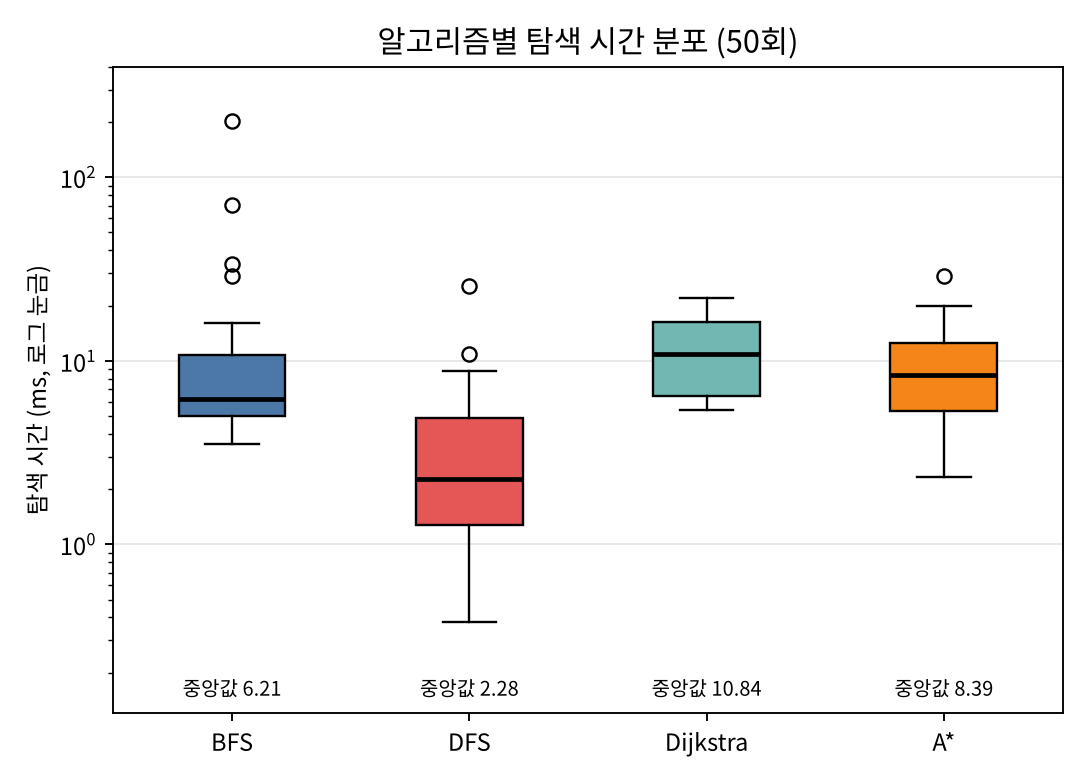 알고리즘별 탐색 시간 분포 (50회)
탐색 시간 (ms, 로그 눈금)
10²
10¹
10⁰
중앙값 6.21
중앙값 2.28
중앙값 10.84
중앙값 8.39
BFS
DFS
Dijkstra
A*